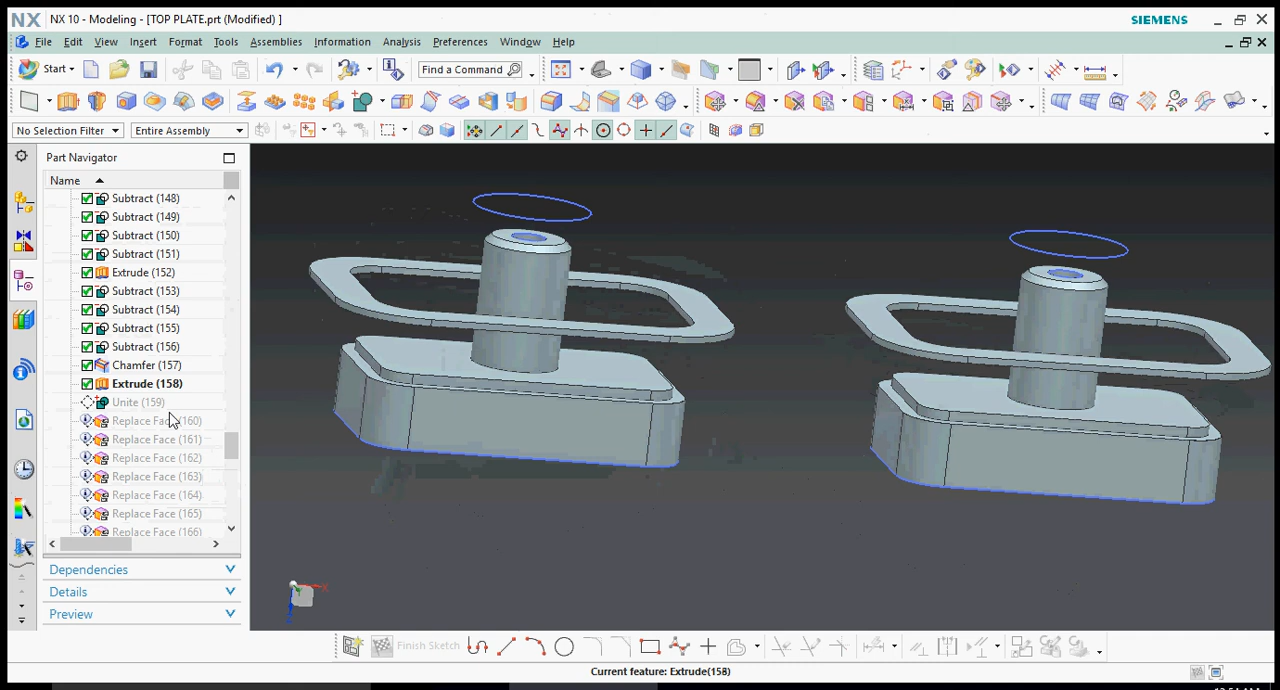 NX NX 10 - Modeling - [TOP PLATE.prt (Modified) ] SIEMENS
File Edit View Insert Format Tools Assemblies Information Analysis Preferences Window Help
Start Find a Command
No Selection Filter Entire Assembly
Part Navigator
Name
Subtract (148)
Subtract (149)
Subtract (150)
Subtract (151)
Extrude (152)
Subtract (153)
Subtract (154)
Subtract (155)
Subtract (156)
Chamfer (157)
Extrude (158)
Unite (159)
Replace Face (160)
Replace Face (161)
Replace Face (162)
Replace Face (163)
Replace Face (164)
Replace Face (165)
Replace Face (166)
Dependencies
Details
Preview
X
Finish Sketch
Current feature: Extrude(158)